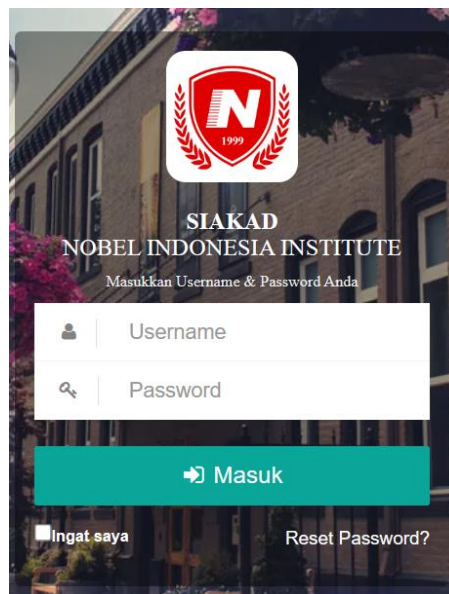 N
1999
SIAKAD
NOBEL INDONESIA INSTITUTE
Masukkan Username & Password Anda
Username
Password
Masuk
Ingat saya
Reset Password?